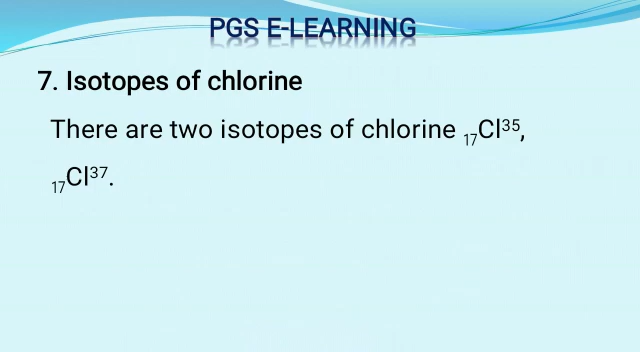 PGS E-LEARNING
7. Isotopes of chlorine
There are two isotopes of chlorine ₁₇Cl³⁵,
₁₇Cl³⁷.